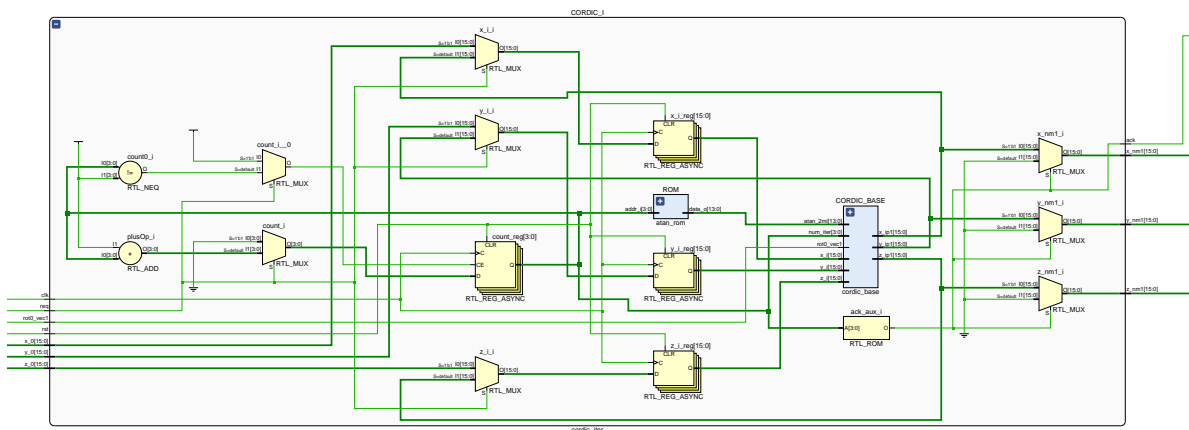 CORDIC_I
x_i_i
S=1'b1 I0[15:0]
S=default I1[15:0]
O[15:0]
S
RTL_MUX
y_i_i
S=1'b1 I0[15:0]
S=default I1[15:0]
O[15:0]
S
RTL_MUX
x_i_reg[15:0]
CLR
C
D
Q
RTL_REG_ASYNC
count0_i
I0[3:0]
I1[3:0]
!=
O
RTL_NEQ
count_i__0
S=1'b1 I0
S=default I1
O
S
RTL_MUX
x_nm1_i
S=1'b1 I0[15:0]
S=default I1[15:0]
O[15:0]
S
RTL_MUX
ack
x_nm1[15:0]
ROM
addr_i[3:0]
data_o[13:0]
atan_rom
CORDIC_BASE
atan_2mi[13:0]
num_iter[3:0]
rot0_vec1
x_i[15:0]
y_i[15:0]
z_i[15:0]
x_ip1[15:0]
y_ip1[15:0]
z_ip1[15:0]
cordic_base
y_nm1_i
S=1'b1 I0[15:0]
S=default I1[15:0]
O[15:0]
S
RTL_MUX
y_nm1[15:0]
plusOp_i
I1
I0[3:0]
+
O[3:0]
RTL_ADD
count_i
S=1'b1 I0[3:0]
S=default I1[3:0]
O[3:0]
S
RTL_MUX
count_reg[3:0]
CLR
C
CE
D
Q
RTL_REG_ASYNC
y_i_reg[15:0]
CLR
C
D
Q
RTL_REG_ASYNC
z_nm1_i
S=1'b1 I0[15:0]
S=default I1[15:0]
O[15:0]
S
RTL_MUX
z_nm1[15:0]
clk
req
rot0_vec1
rst
x_0[15:0]
y_0[15:0]
z_0[15:0]
ack_aux_i
A[3:0]
O
RTL_ROM
z_i_i
S=1'b1 I0[15:0]
S=default I1[15:0]
O[15:0]
S
RTL_MUX
z_i_reg[15:0]
CLR
C
D
Q
RTL_REG_ASYNC
cordic_iter